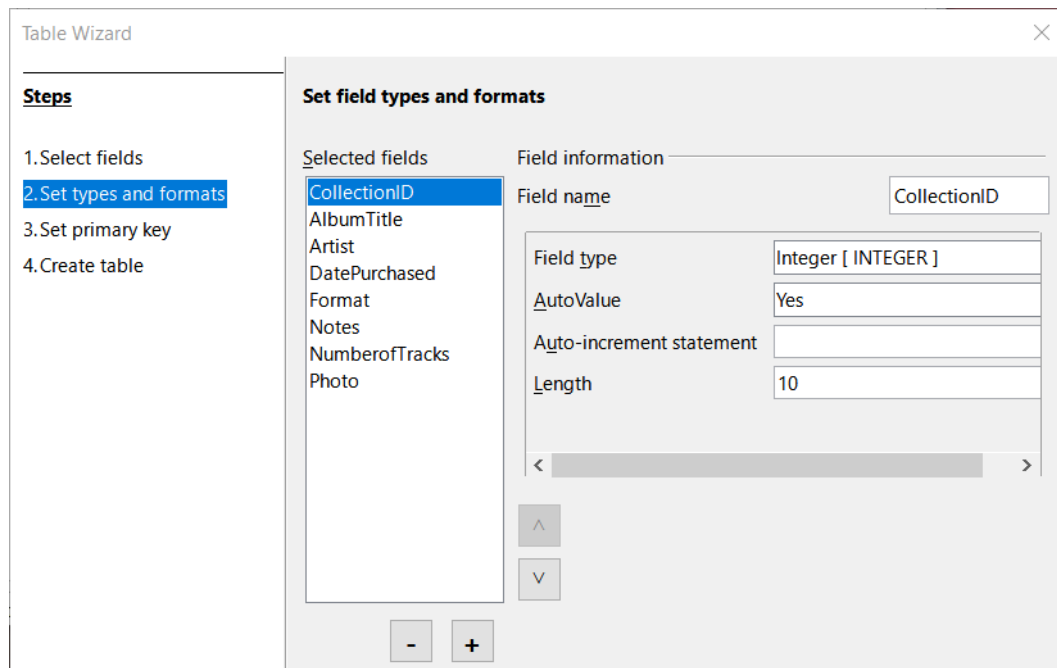 Table Wizard
Steps
1.Select fields
2.Set types and formats
3.Set primary key
4.Create table
Set field types and formats
Selected fields
CollectionID
AlbumTitle
Artist
DatePurchased
Format
Notes
NumberofTracks
Photo
- +
Field information
Field name CollectionID
Field type Integer [ INTEGER ]
AutoValue Yes
Auto-increment statement
Length 10